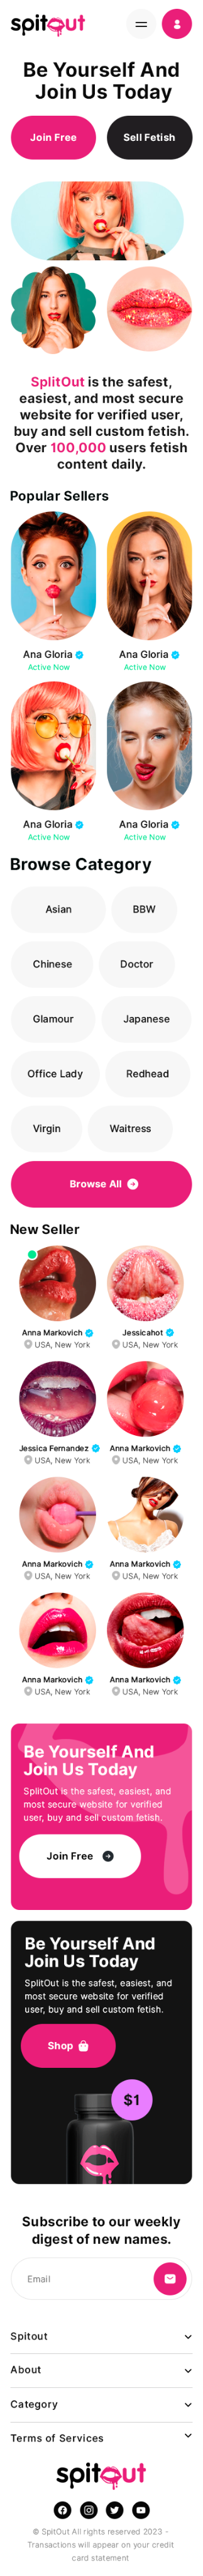 spitout
Be Yourself And
Join Us Today
Join Free
Sell Fetish
SplitOut is the safest,
easiest, and most secure
website for verified user,
buy and sell custom fetish.
Over 100,000 users fetish
content daily.
Popular Sellers
Ana Gloria
Ana Gloria
Active Now
Active Now
Ana Gloria
Ana Gloria
Active Now
Active Now
Browse Category
Asian
BBW
Chinese
Doctor
Glamour
Japanese
Office Lady
Redhead
Virgin
Waitress
Browse All
New Seller
Anna Markovich
Jessicahot
USA, New York
USA, New York
Jessica Fernandez
Anna Markovich
USA, New York
USA, New York
Anna Markovich
Anna Markovich
USA, New York
USA, New York
Anna Markovich
Anna Markovich
USA, New York
USA, New York
Be Yourself And
Join Us Today
SplitOut is the safest, easiest, and
most secure website for verified
user, buy and sell custom fetish.
Join Free
Be Yourself And
Join Us Today
SplitOut is the safest, easiest, and
most secure website for verified
user, buy and sell custom fetish.
Shop
$1
Subscribe to our weekly
digest of new names.
Email
Spitout
About
Category
Terms of Services
spitout
© SpitOut All rights reserved 2023 -
Transactions will appear on your credit
card statement